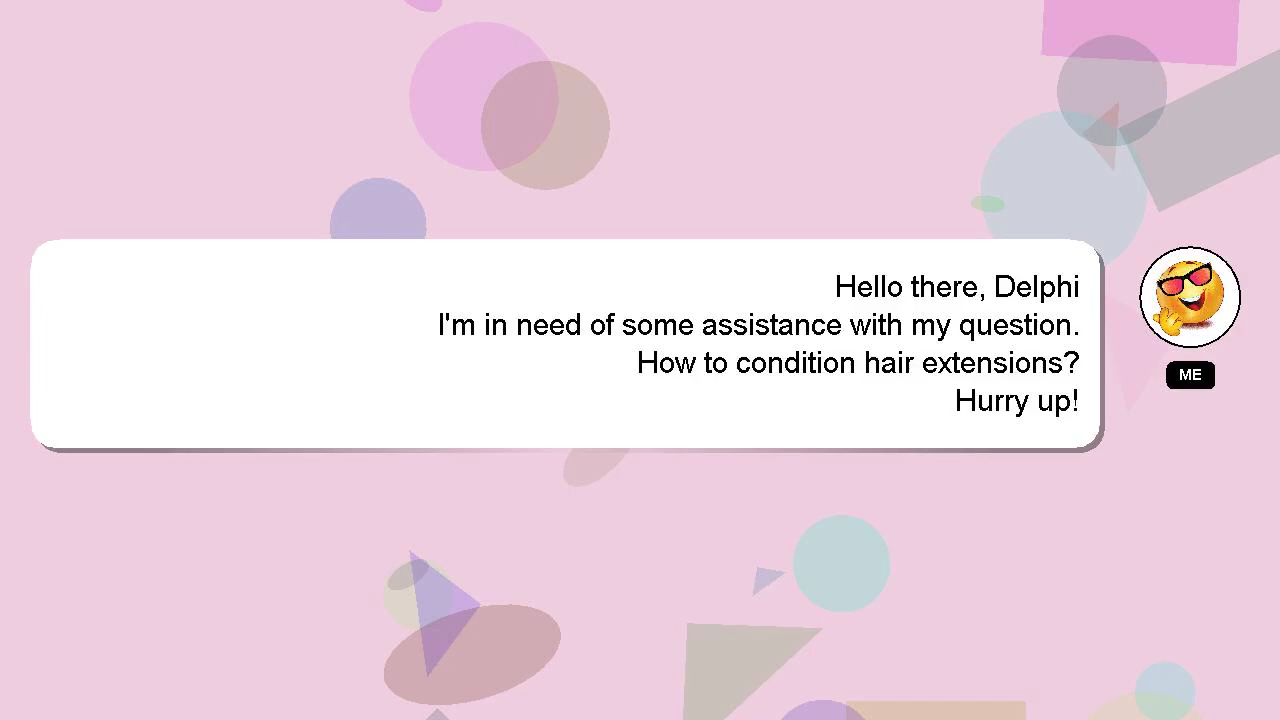 Hello there, Delphi
I'm in need of some assistance with my question.
How to condition hair extensions?
Hurry up!
ME